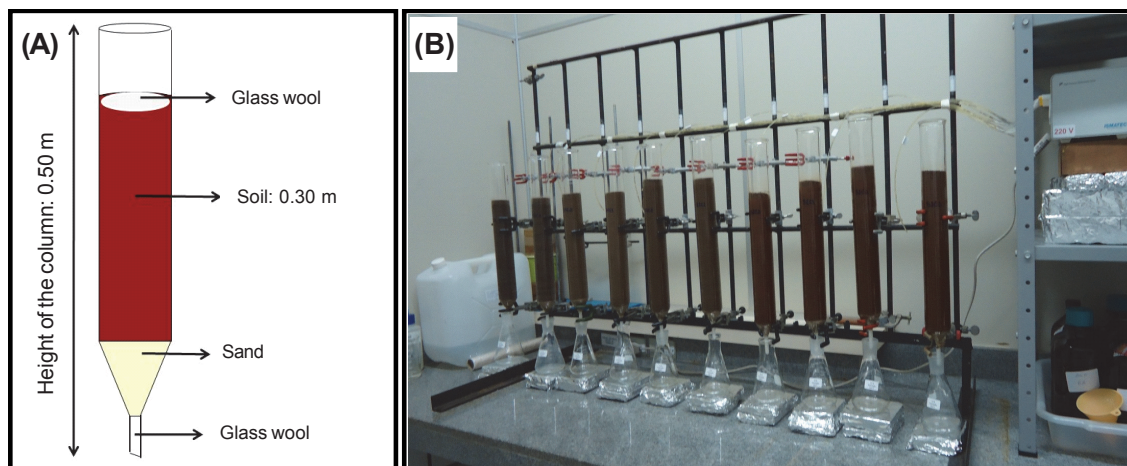 (A)
Height of the column: 0.50 m
Glass wool
Soil: 0.30 m
Sand
Glass wool
(B)
220 V